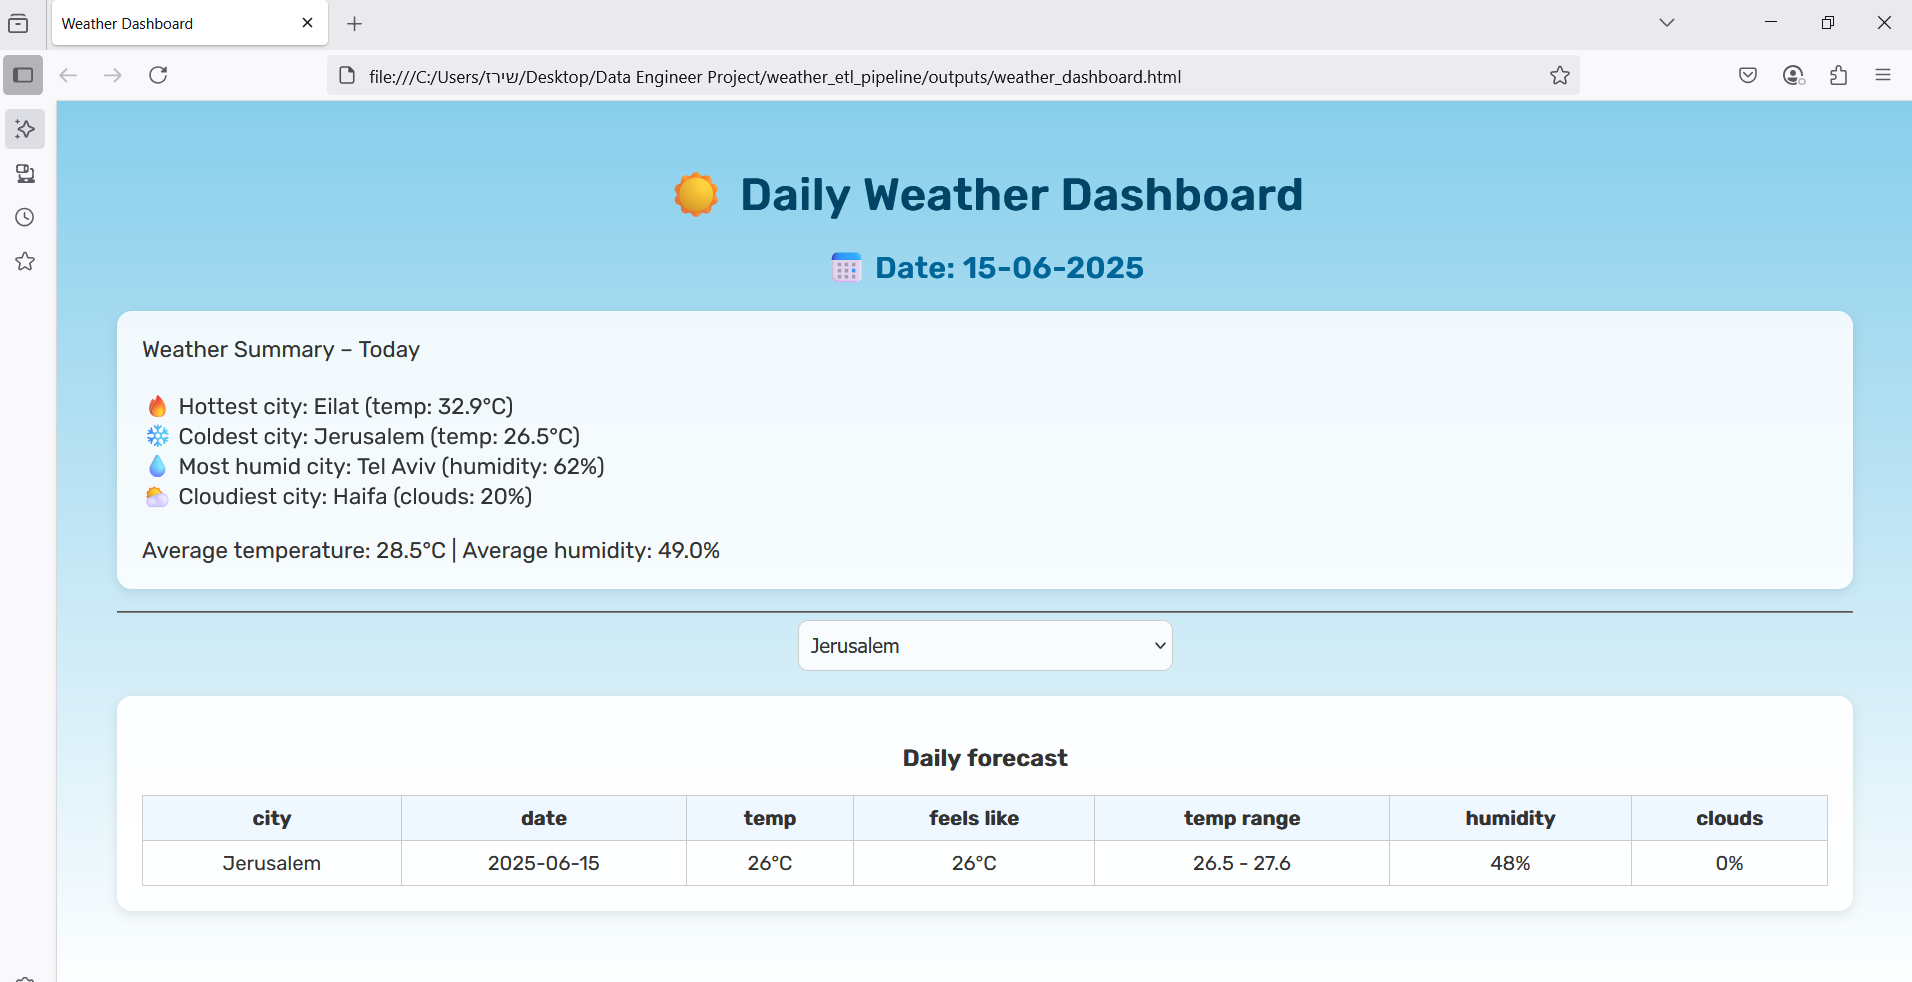 Weather Dashboard
file:///C:/Users/שירז/Desktop/Data Engineer Project/weather_etl_pipeline/outputs/weather_dashboard.html
Daily Weather Dashboard
Date: 15-06-2025
Weather Summary – Today
Hottest city: Eilat (temp: 32.9°C)
Coldest city: Jerusalem (temp: 26.5°C)
Most humid city: Tel Aviv (humidity: 62%)
Cloudiest city: Haifa (clouds: 20%)
Average temperature: 28.5°C | Average humidity: 49.0%
Jerusalem
Daily forecast
city date temp feels like temp range humidity clouds
Jerusalem 2025-06-15 26°C 26°C 26.5 - 27.6 48% 0%